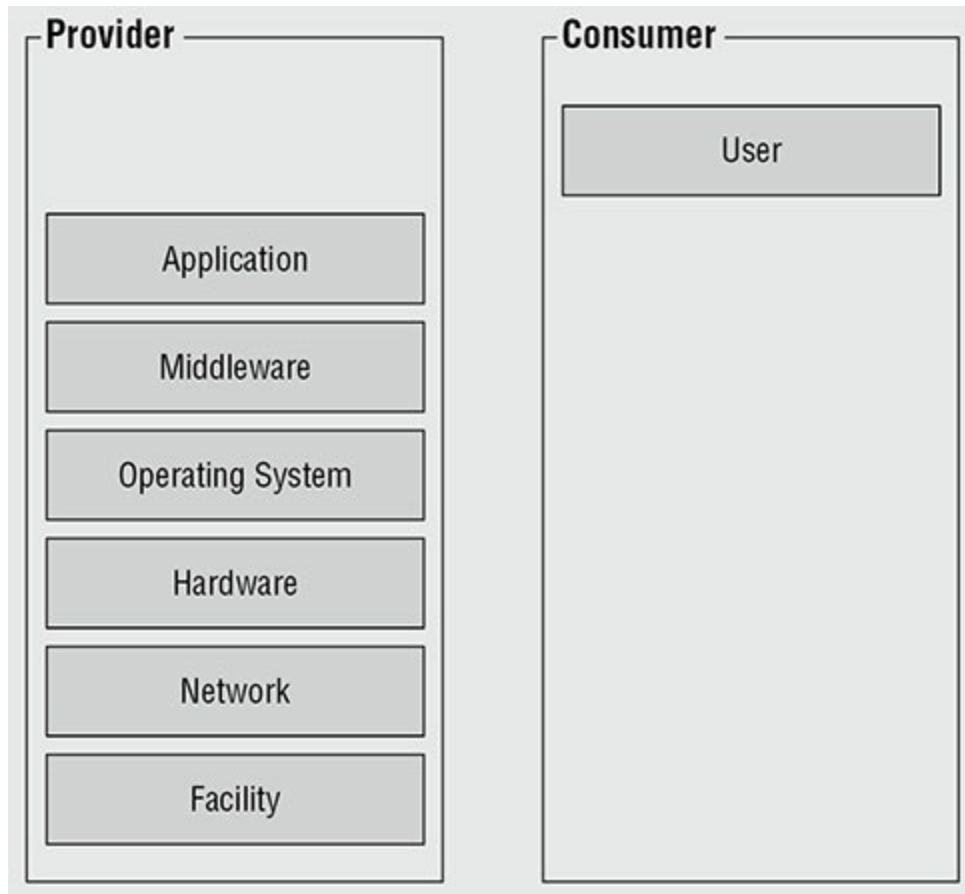 Provider
Application
Middleware
Operating System
Hardware
Network
Facility
Consumer
User